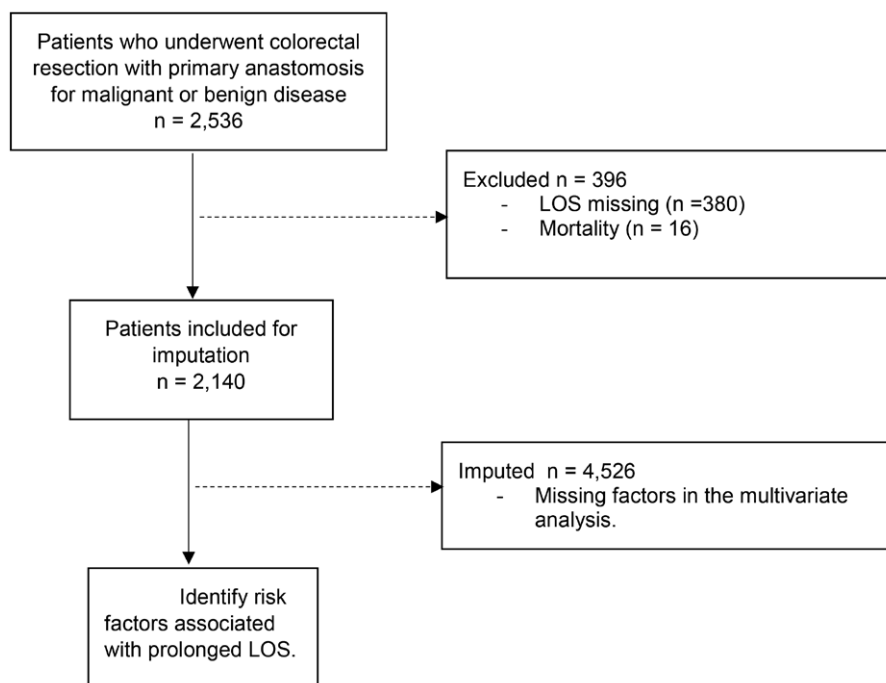 Patients who underwent colorectal
resection with primary anastomosis
for malignant or benign disease
n = 2,536
Excluded n = 396
- LOS missing (n =380)
- Mortality (n = 16)
Patients included for
imputation
n = 2,140
Imputed n = 4,526
- Missing factors in the multivariate
analysis.
Identify risk
factors associated
with prolonged LOS.